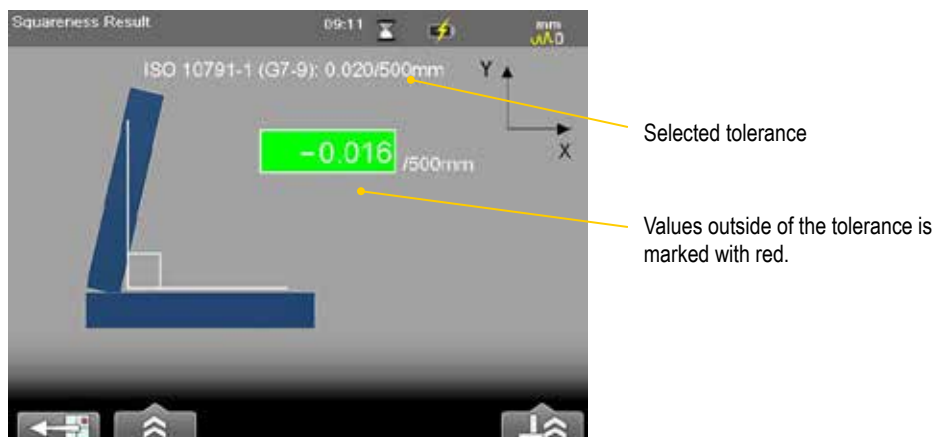 Squareness Result 09:11 mm
ISO 10791-1 (G7-9): 0.020/500mm Y
Selected tolerance
-0.016 /500mm X
Values outside of the tolerance is
marked with red.